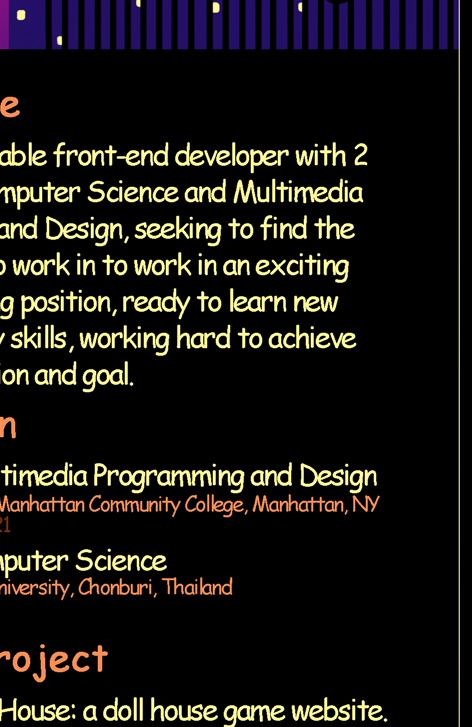 e
able front-end developer with 2
mputer Science and Multimedia
and Design, seeking to find the
o work in to work in an exciting
g position, ready to learn new
y skills, working hard to achieve
ion and goal.
n
timedia Programming and Design
Manhattan Community College, Manhattan, NY
21
mputer Science
niversity, Chonburi, Thailand
roject
House: a doll house game website.